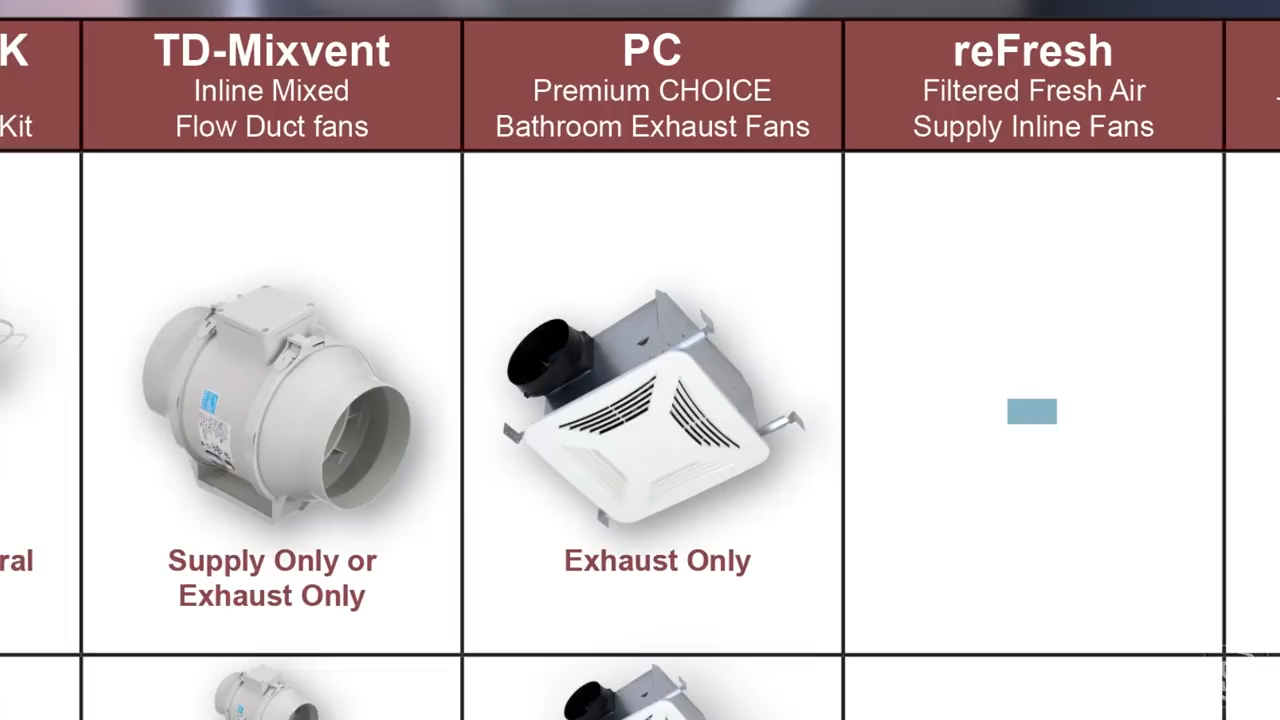 K
Kit
TD-Mixvent
Inline Mixed
Flow Duct fans
PC
Premium CHOICE
Bathroom Exhaust Fans
reFresh
Filtered Fresh Air
Supply Inline Fans
ral
Supply Only or
Exhaust Only
Exhaust Only